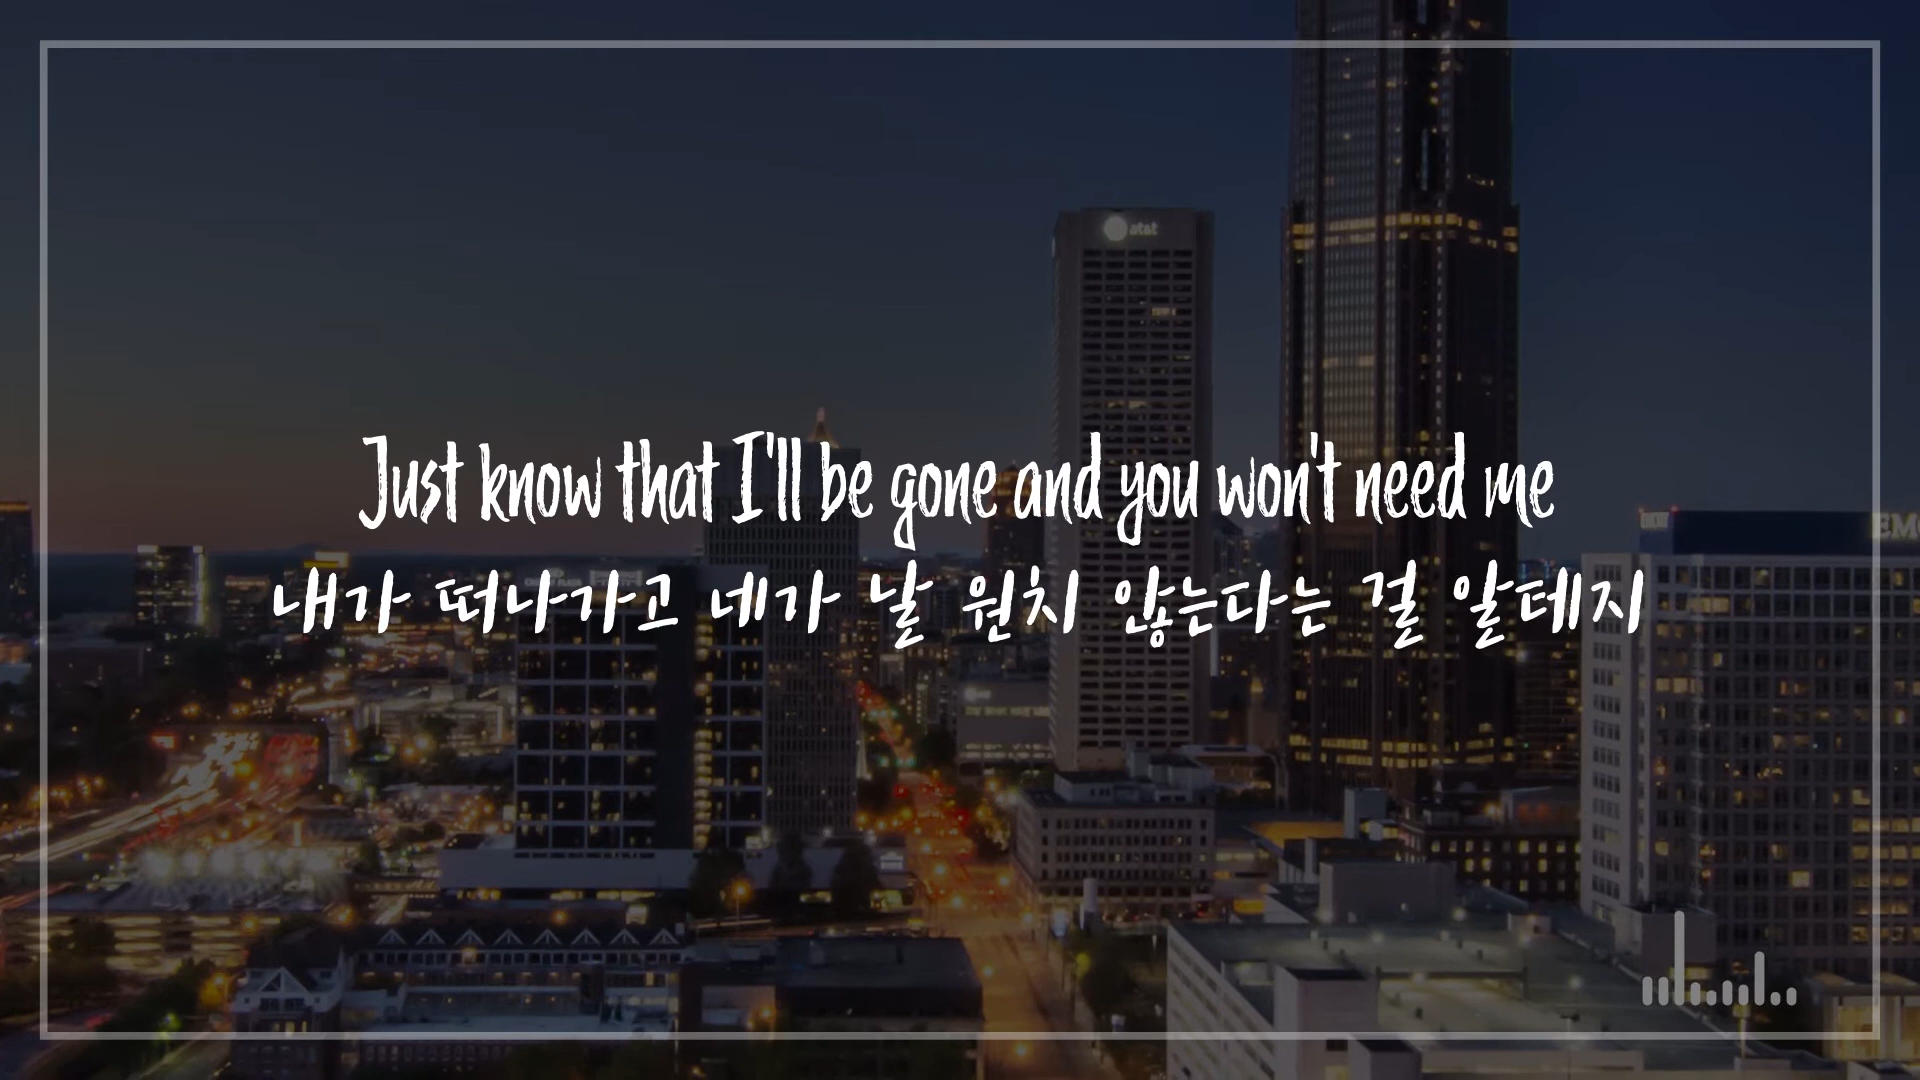 at&t
Just know that I'll be gone and you won't need me
내가 떠나가고 네가 날 원치 않는다는 걸 알테지